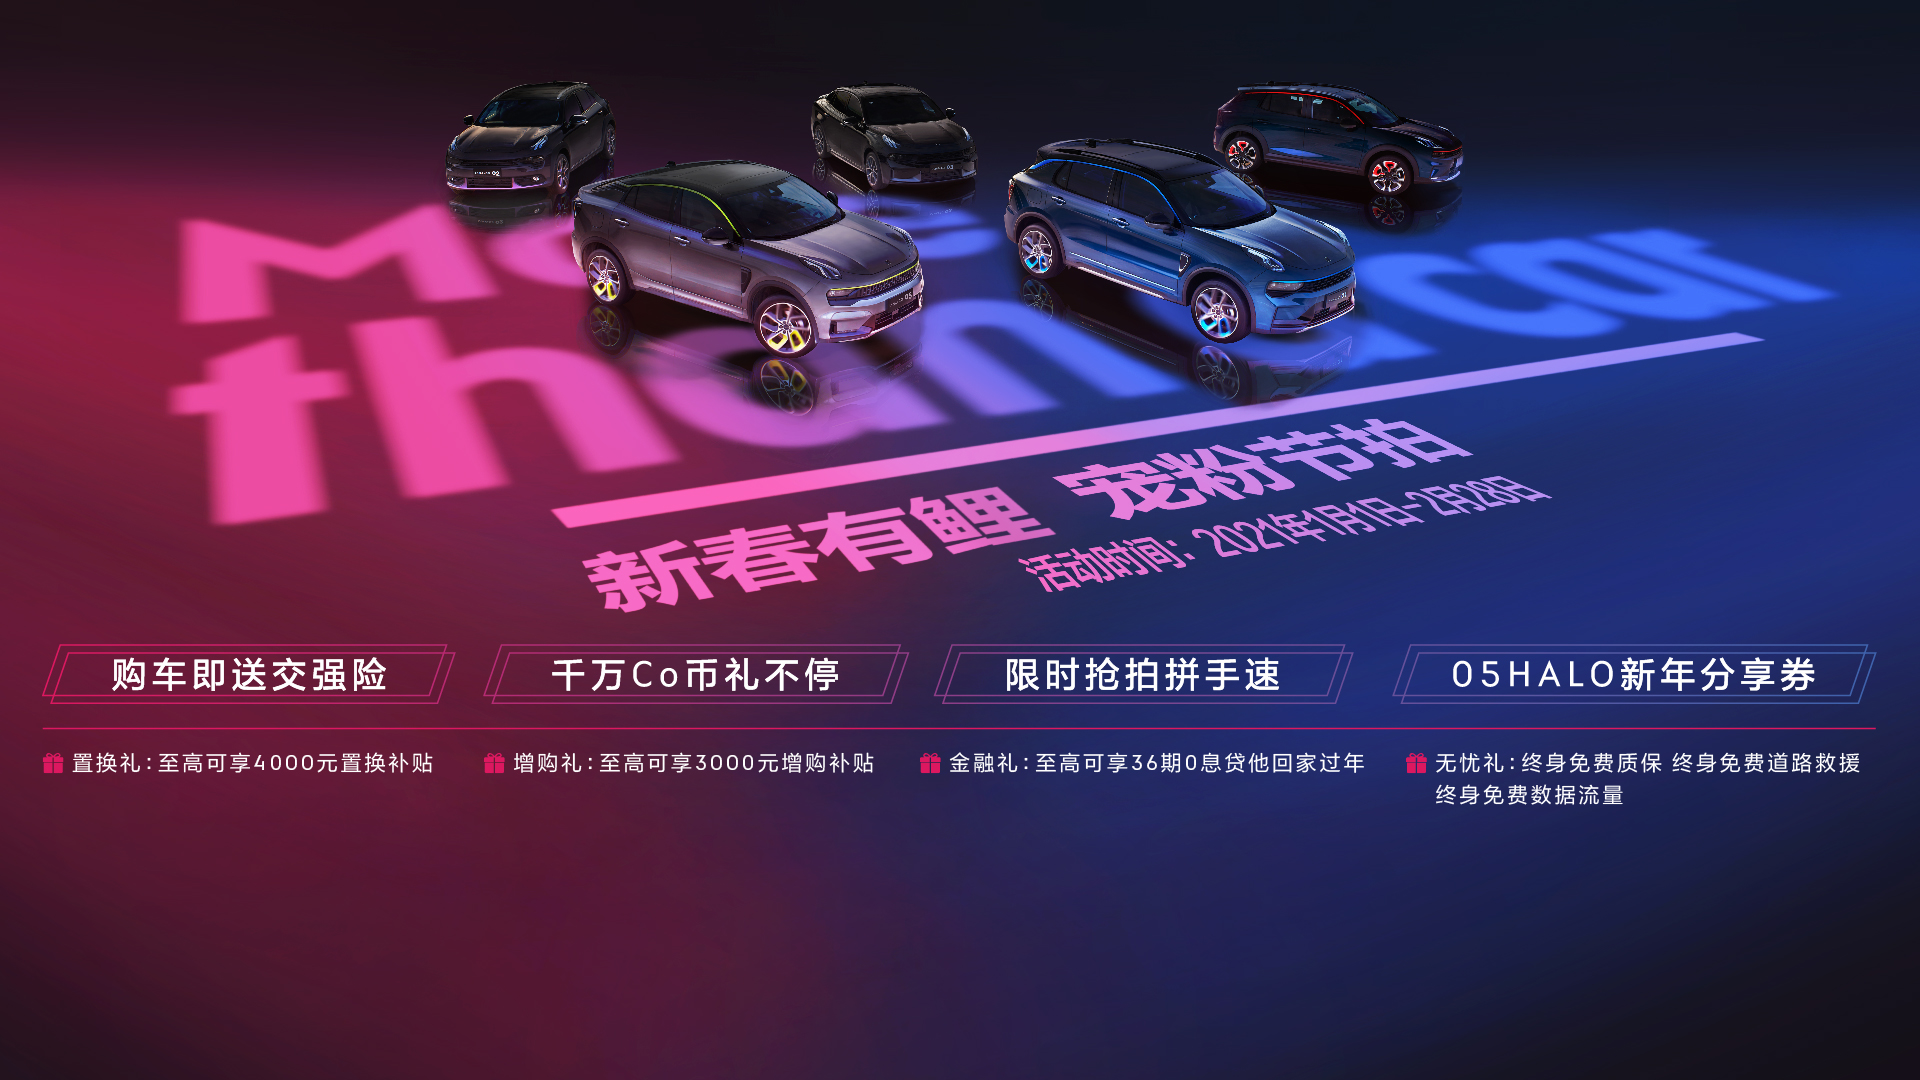 More
than a car
新春有鲤 宠粉节拍
活动时间：2021年1月1日-2月28日
购车即送交强险
千万Co币礼不停
限时抢拍拼手速
05HALO新年分享券
置换礼:至高可享4000元置换补贴
增购礼:至高可享3000元增购补贴
金融礼:至高可享36期0息贷他回家过年
无忧礼:终身免费质保 终身免费道路救援
终身免费数据流量